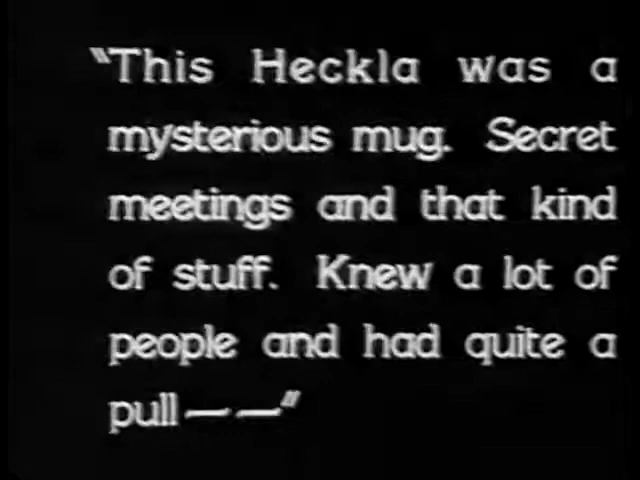 "This Heckla was a
mysterious mug. Secret
meetings and that kind
of stuff. Knew a lot of
people and had quite a
pull — —"